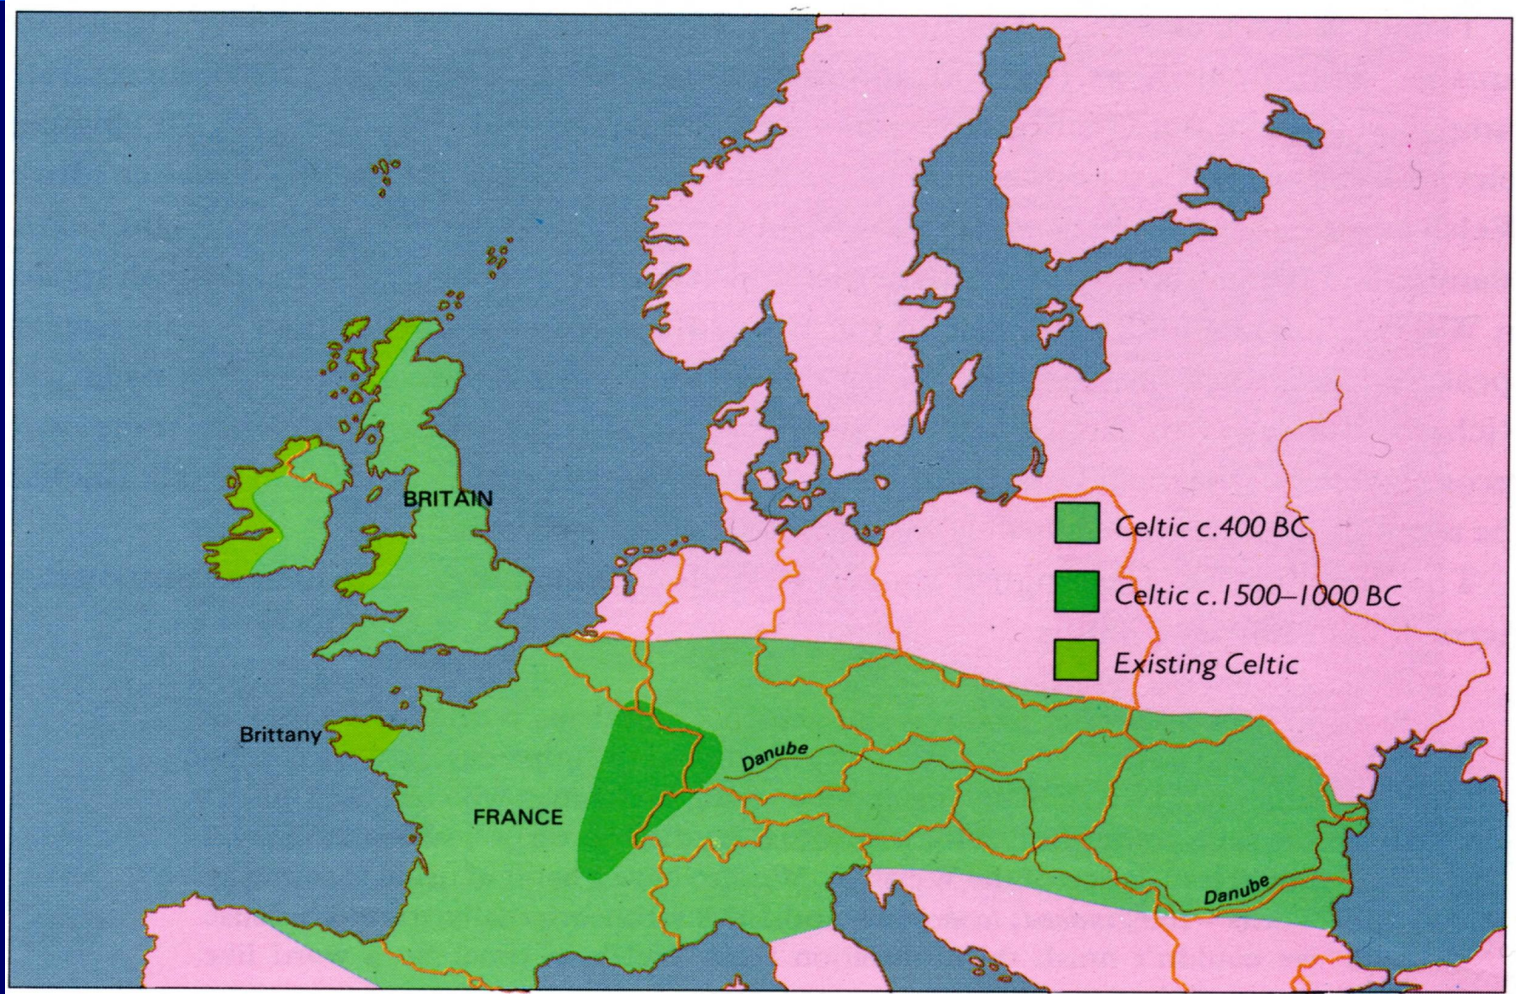 BRITAIN
Celtic c.400 BC
Celtic c.1500–1000 BC
Existing Celtic
Brittany
Danube
FRANCE
Danube